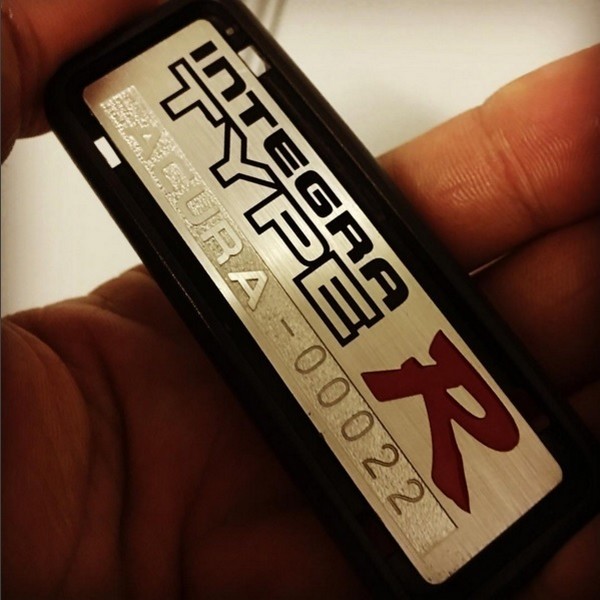 INTEGRA
TYPE R
ACURA-00022